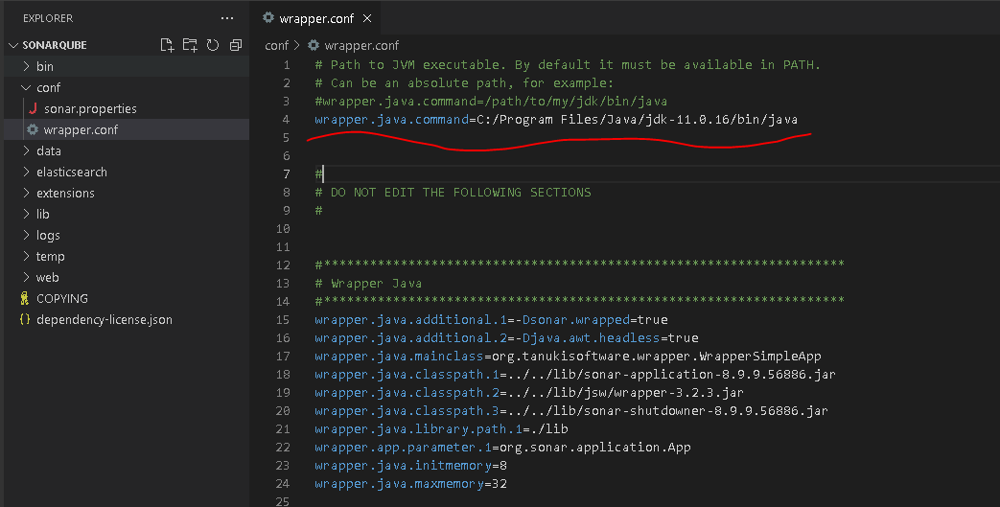 EXPLORER
···
wrapper.conf
SONARQUBE
conf > wrapper.conf
bin
conf
sonar.properties
wrapper.conf
data
elasticsearch
extensions
lib
logs
temp
web
COPYING
dependency-license.json
1 # Path to JVM executable. By default it must be available in PATH.
2 # Can be an absolute path, for example:
3 #wrapper.java.command=/path/to/my/jdk/bin/java
4 wrapper.java.command=C:/Program Files/Java/jdk-11.0.16/bin/java
5
6
7 #
8 # DO NOT EDIT THE FOLLOWING SECTIONS
9 #
10
11
12 #********************************************************************
13 # Wrapper Java
14 #********************************************************************
15 wrapper.java.additional.1=-Dsonar.wrapped=true
16 wrapper.java.additional.2=-Djava.awt.headless=true
17 wrapper.java.mainclass=org.tanukisoftware.wrapper.WrapperSimpleApp
18 wrapper.java.classpath.1=../../lib/sonar-application-8.9.9.56886.jar
19 wrapper.java.classpath.2=../../lib/jsw/wrapper-3.2.3.jar
20 wrapper.java.classpath.3=../../lib/sonar-shutdowner-8.9.9.56886.jar
21 wrapper.java.library.path.1=./lib
22 wrapper.app.parameter.1=org.sonar.application.App
23 wrapper.java.initmemory=8
24 wrapper.java.maxmemory=32
25